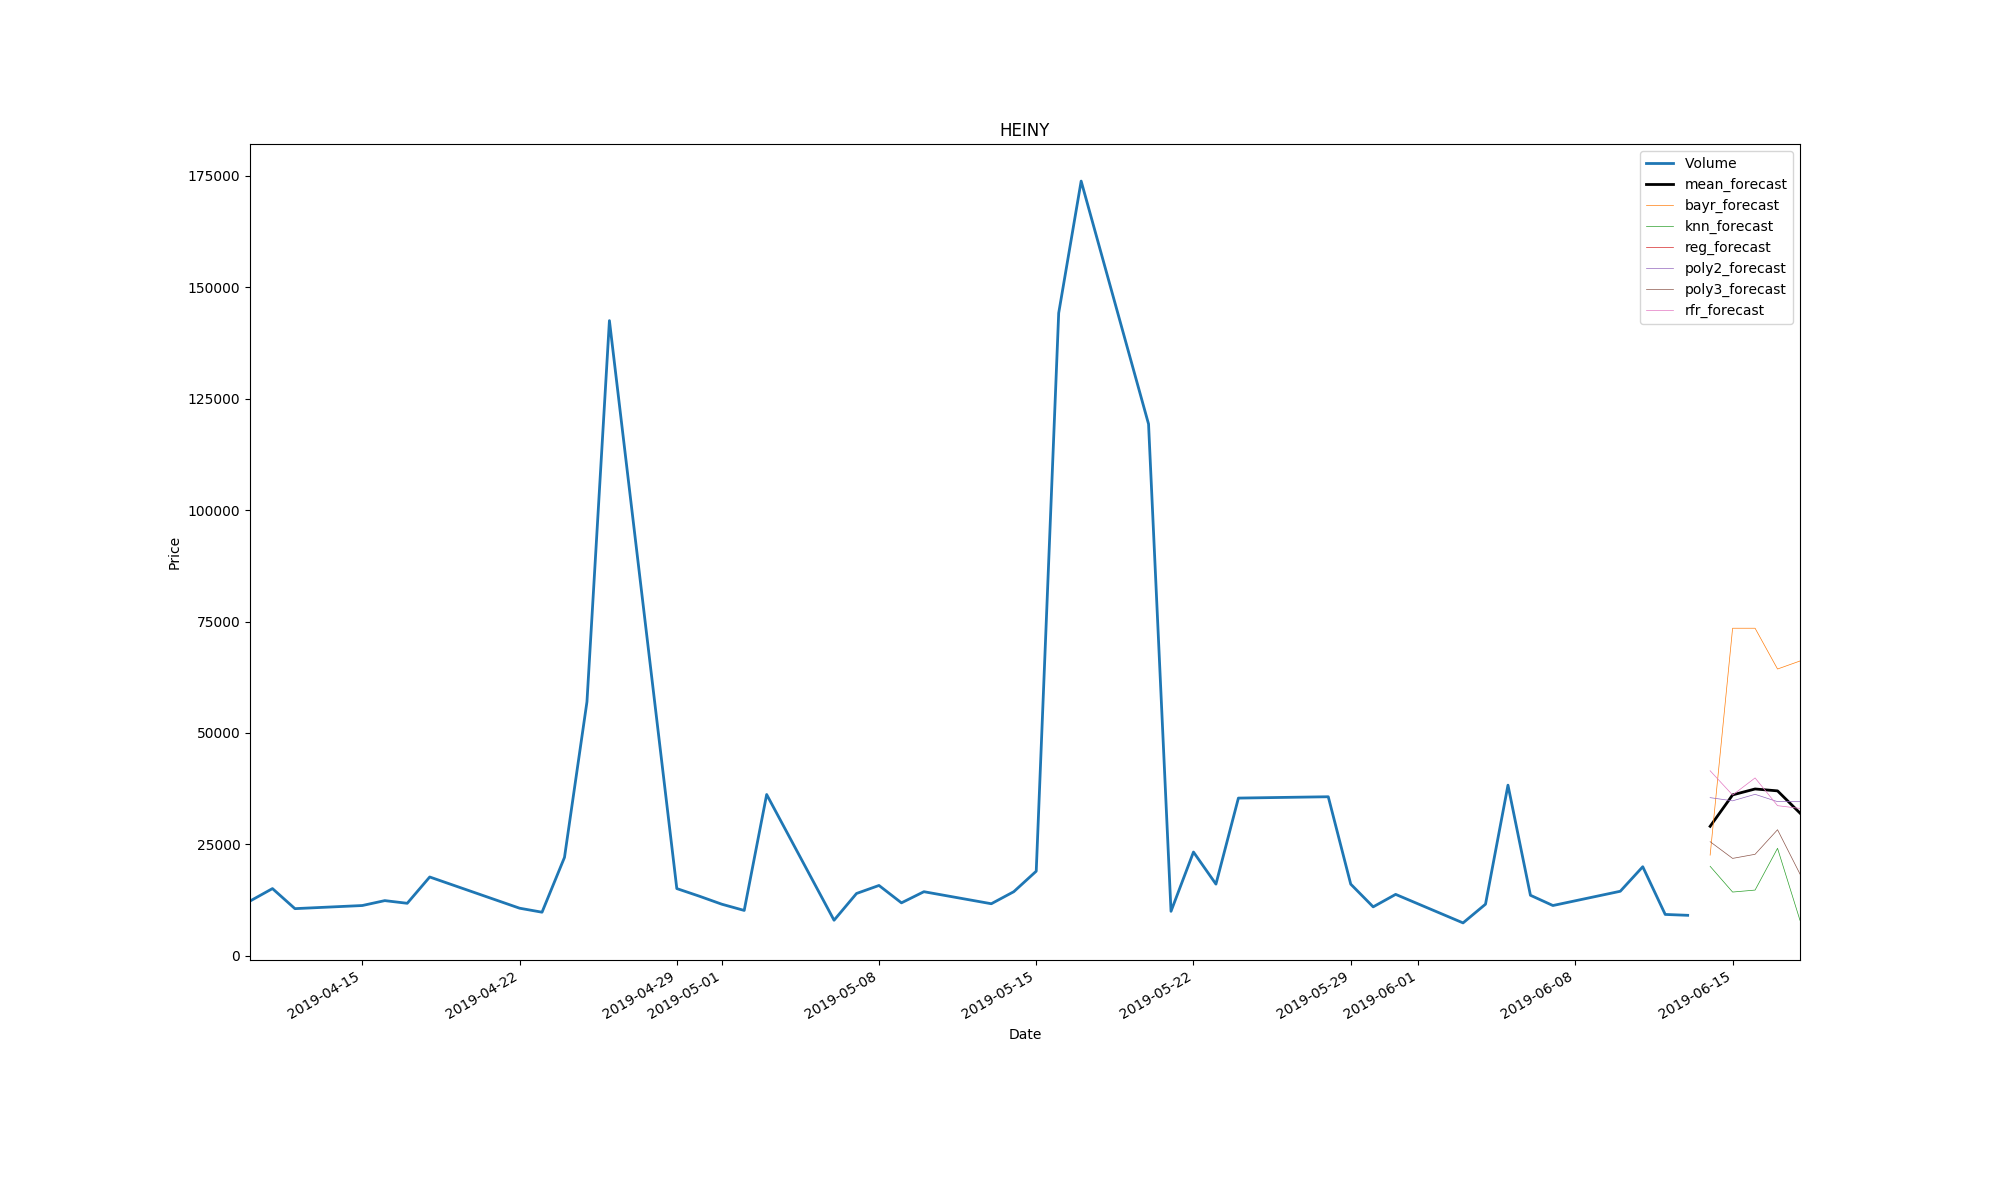 HEINY
175000
150000
125000
100000
75000
50000
25000
0
Price
Volume
mean_forecast
bayr_forecast
knn_forecast
reg_forecast
poly2_forecast
poly3_forecast
rfr_forecast
2019-04-15
2019-04-22
2019-04-29
2019-05-01
2019-05-08
2019-05-15
2019-05-22
2019-05-29
2019-06-01
2019-06-08
2019-06-15
Date